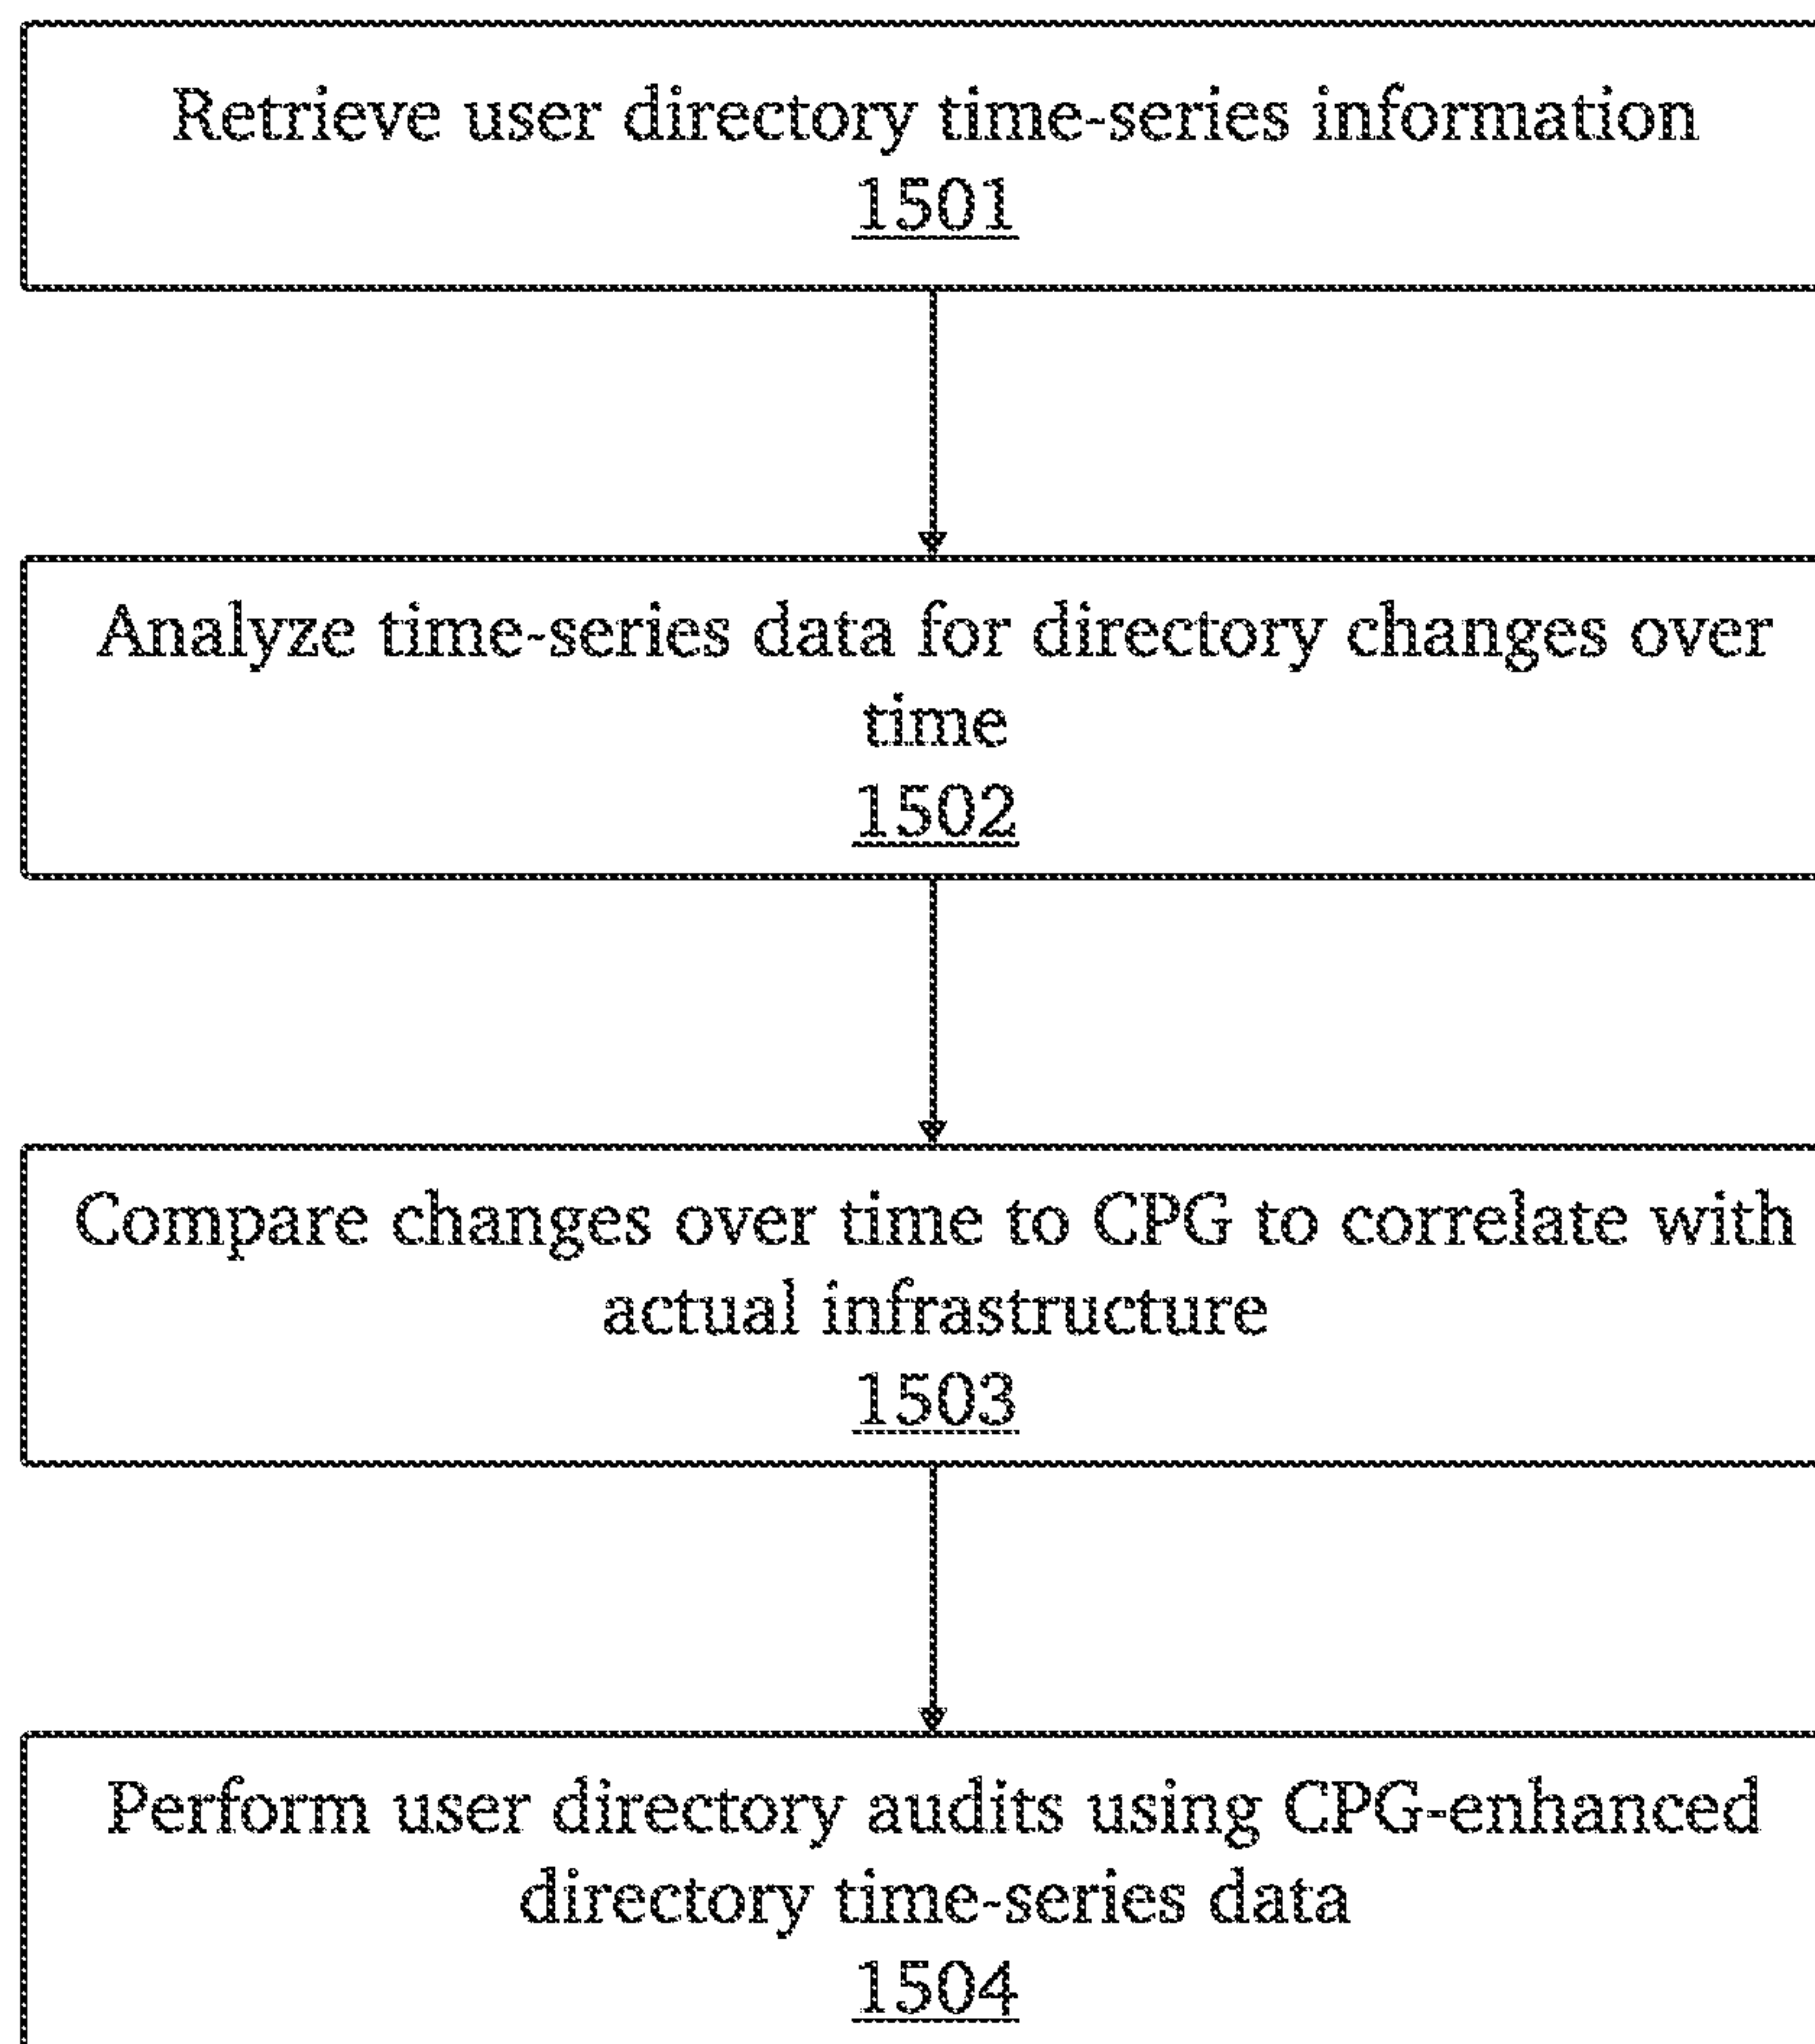 Retrieve user directory time-series information
1501
Analyze time-series data for directory changes over
time
1502
Compare changes over time to CPG to correlate with
actual infrastructure
1503
Perform user directory audits using CPG-enhanced
directory time-series data
1504